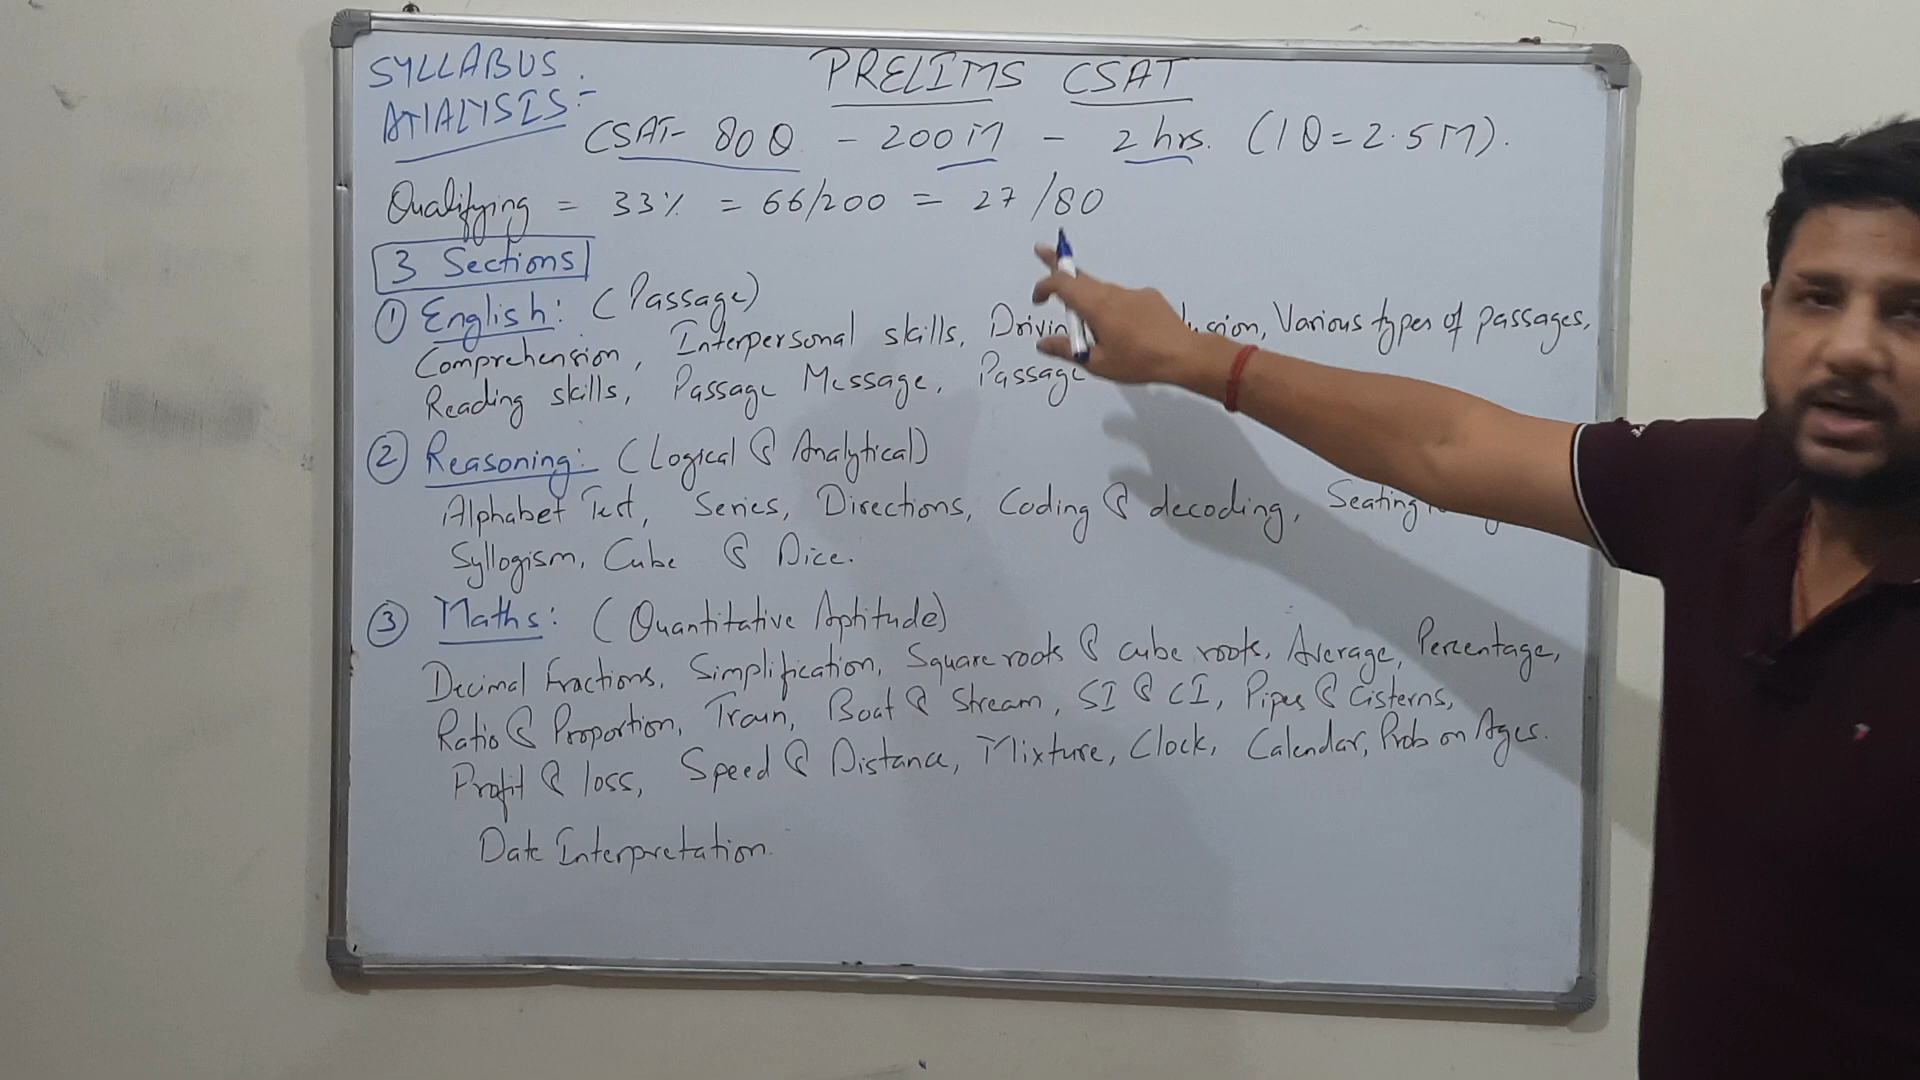 SYLLABUS
ANALYSIS:-
PRELIMS CSAT
CSAT- 80Q - 200M - 2 hrs. (1Q = 2.5M).
Qualifying = 33% = 66/200 = 27/80
3 Sections
① English: (Passage)
Comprehension, Interpersonal skills, Various types of passages,
Reading skills, Passage Message, Passage
② Reasoning: (Logical & Analytical)
Alphabet Test, Series, Directions, Coding & decoding, Seating
Syllogism, Cube & Dice.
③ Maths: (Quantitative Aptitude)
Decimal Fractions, Simplification, Square roots & cube roots, Average, Percentage,
Ratio & Proportion, Train, Boat & Stream, SI & CI, Pipes & Cisterns,
Profit & loss, Speed & Distance, Mixture, Clock, Calendar, Prob on Ages.
Date Interpretation.